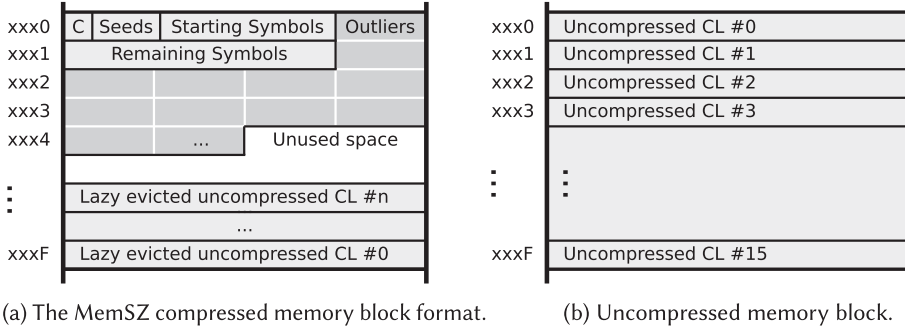 xxx0 C Seeds Starting Symbols Outliers
xxx1 Remaining Symbols
xxx2
xxx3
xxx4 ... Unused space
⋮
Lazy evicted uncompressed CL #n
...
xxxF Lazy evicted uncompressed CL #0
(a) The MemSZ compressed memory block format.
xxx0 Uncompressed CL #0
xxx1 Uncompressed CL #1
xxx2 Uncompressed CL #2
xxx3 Uncompressed CL #3
⋮ ⋮
xxxF Uncompressed CL #15
(b) Uncompressed memory block.